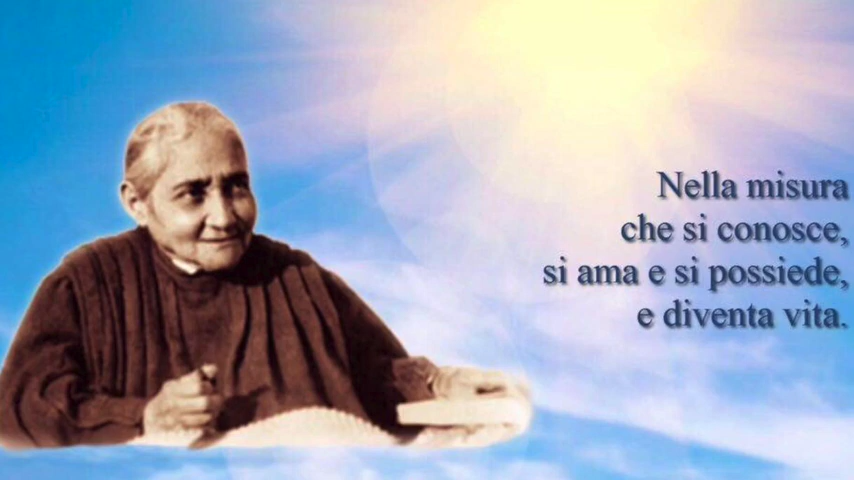 Nella misura
che si conosce,
si ama e si possiede,
e diventa vita.